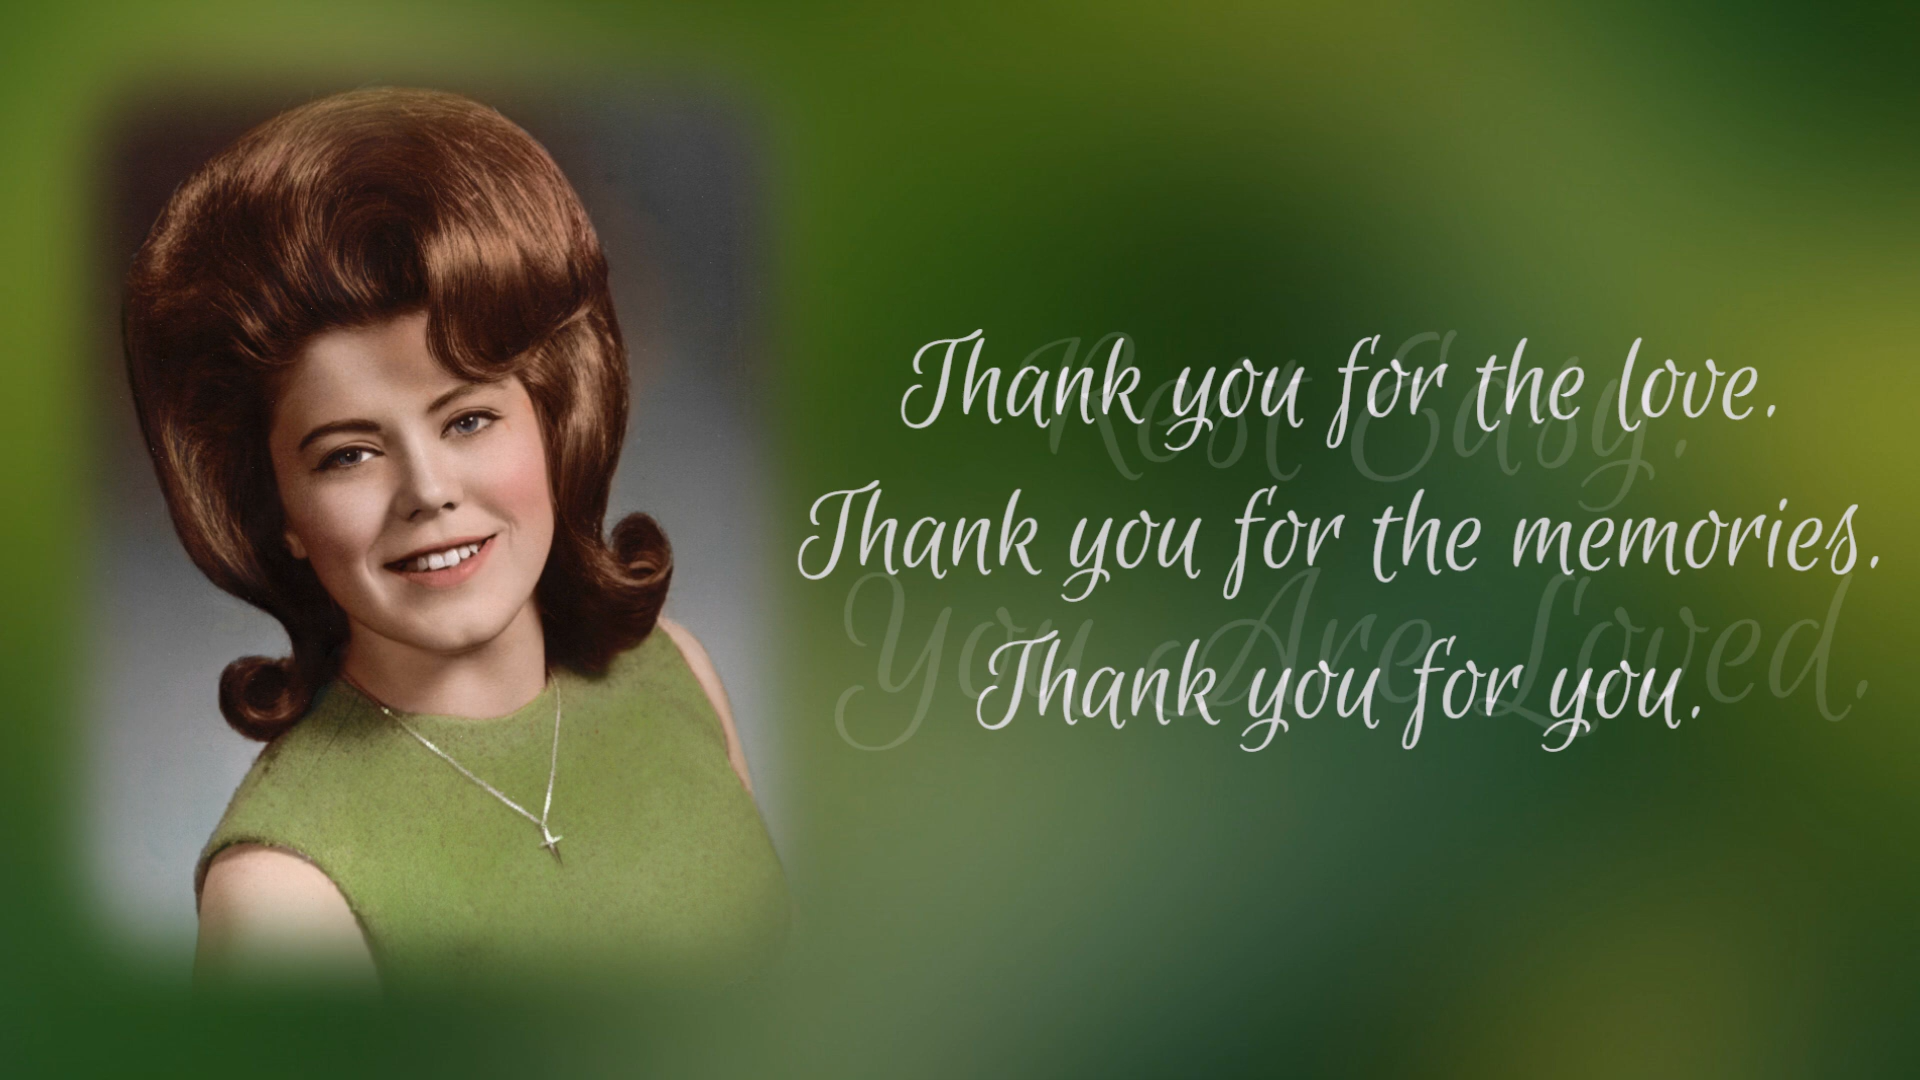 Thank you for the love.
Rest Easy.
Thank you for the memories.
You Are Loved.
Thank you for you.